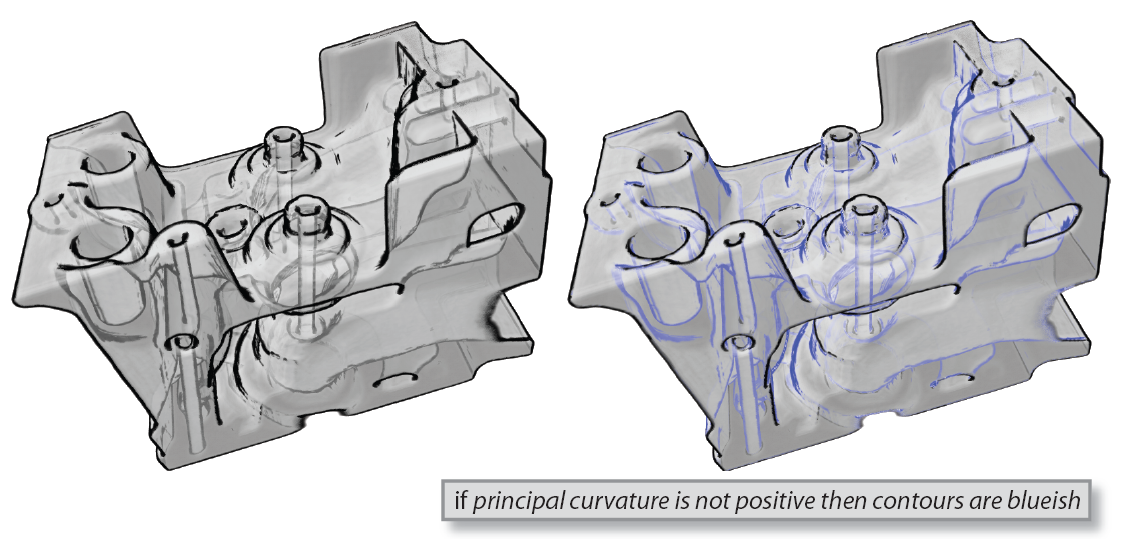 if principal curvature is not positive then contours are blueish